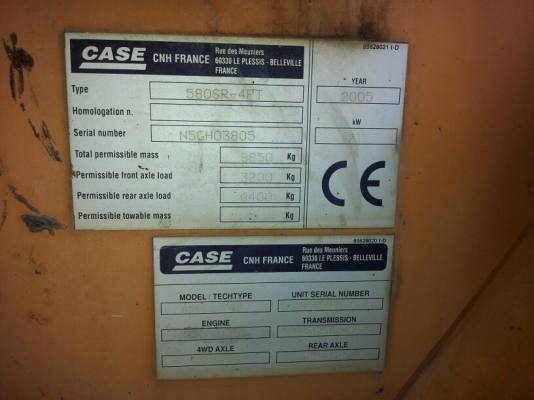 CASE CNH FRANCE Rue des Meuniers
60330 LE PLESSIS - BELLEVILLE
FRANCE
85828021 I-D
Type 580SR-4PT
YEAR
2005
Homologation n.
Serial number N5GH03805
kW
Total permissible mass 8850 Kg
Permissible front axle load 3200 Kg
Permissible rear axle load 6400 Kg
Permissible towable mass Kg
CE
85828020 I-D
CASE CNH FRANCE Rue des Meuniers
60330 LE PLESSIS - BELLEVILLE
FRANCE
MODEL / TECHTYPE UNIT SERIAL NUMBER
ENGINE TRANSMISSION
4WD AXLE REAR AXLE